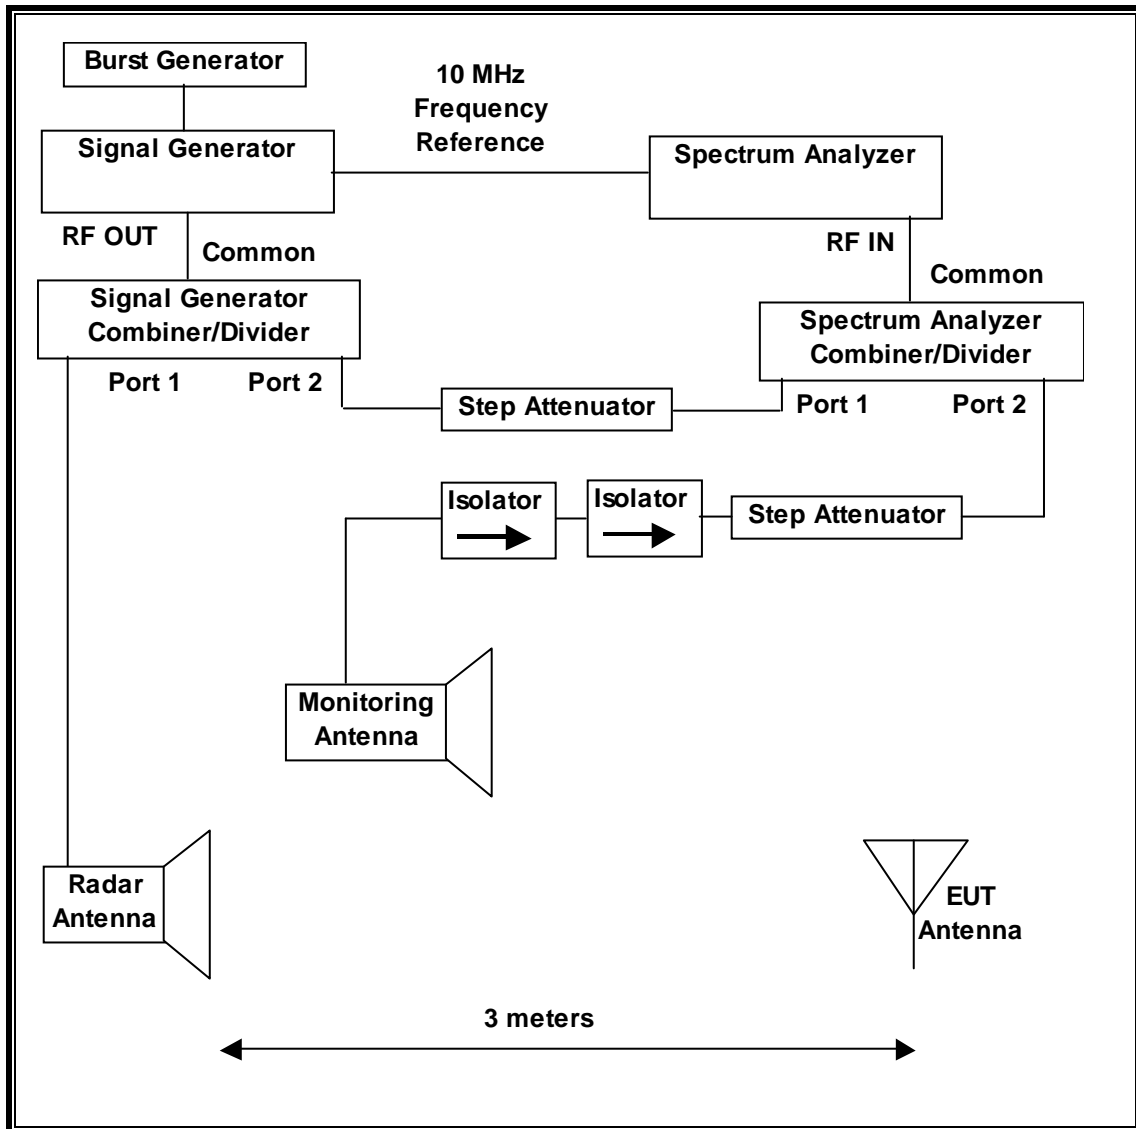 Burst Generator
10 MHz
Frequency
Reference
Signal Generator
Spectrum Analyzer
RF OUT
Common
RF IN
Common
Signal Generator
Combiner/Divider
Spectrum Analyzer
Combiner/Divider
Port 1
Port 2
Step Attenuator
Port 1
Port 2
Isolator
Isolator
Step Attenuator
Monitoring
Antenna
Radar
Antenna
EUT
Antenna
3 meters